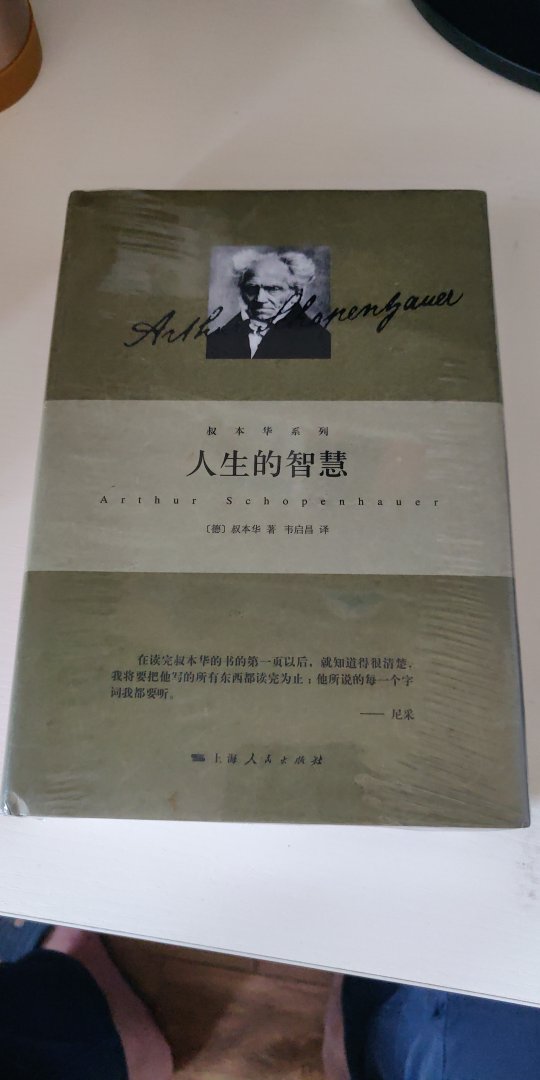 Arthur Schopenhauer
叔本华系列
人生的智慧
Arthur Schopenhauer
〔德〕叔本华 著 韦启昌 译
在读完叔本华的书的第一页以后，就知道得很清楚，
我将要把他写的所有东西都读完为止；他所说的每一个字
词我都要听。
—— 尼采
上海人民出版社